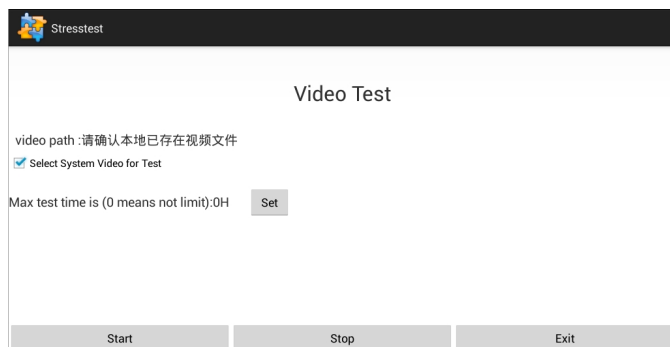 Stresstest
Video Test
video path :请确认本地已存在视频文件
Select System Video for Test
Max test time is (0 means not limit):0H
Set
Start
Stop
Exit